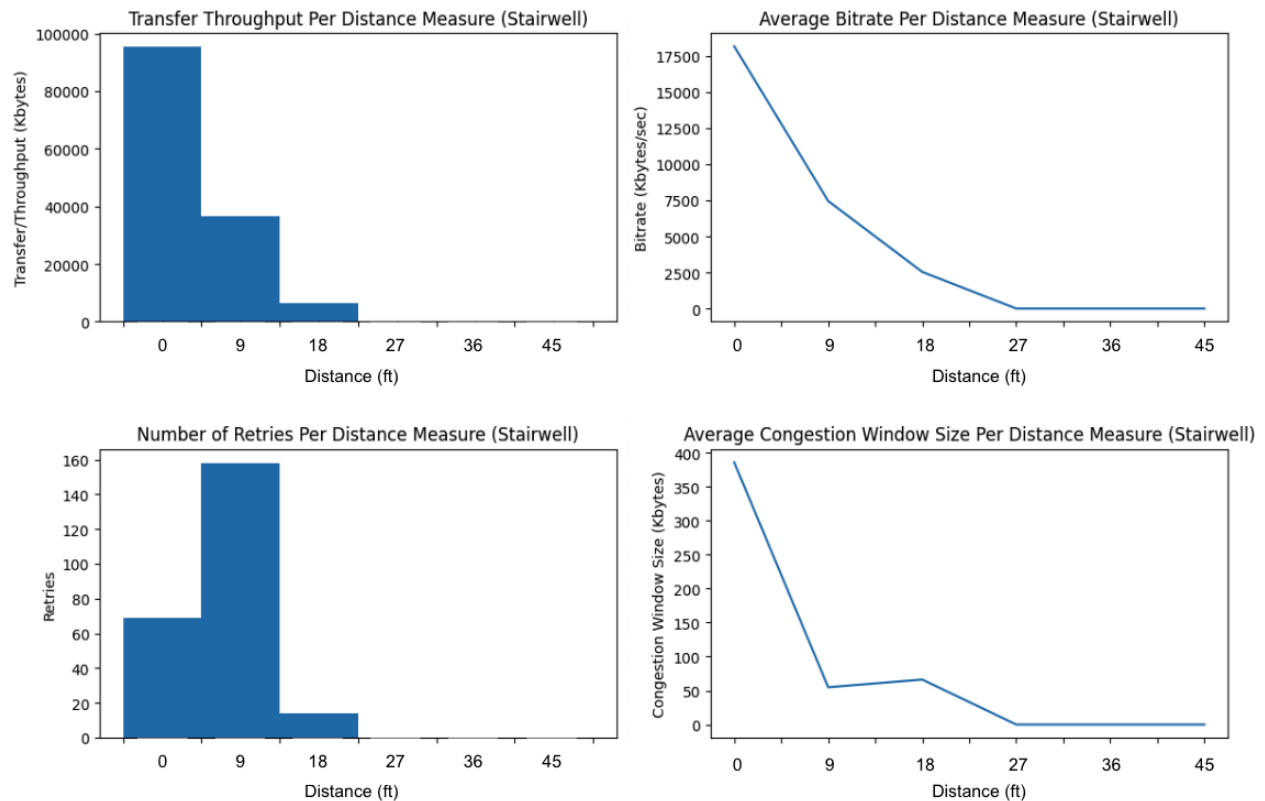 Transfer Throughput Per Distance Measure (Stairwell)
100000
80000
60000
40000
20000
0
Transfer/Throughput (Kbytes)
0 9 18 27 36 45
Distance (ft)
Average Bitrate Per Distance Measure (Stairwell)
17500
15000
12500
10000
7500
5000
2500
0
Bitrate (Kbytes/sec)
0 9 18 27 36 45
Distance (ft)
Number of Retries Per Distance Measure (Stairwell)
160
140
120
100
80
60
40
20
0
Retries
0 9 18 27 36 45
Distance (ft)
Average Congestion Window Size Per Distance Measure (Stairwell)
400
350
300
250
200
150
100
50
0
Congestion Window Size (Kbytes)
0 9 18 27 36 45
Distance (ft)